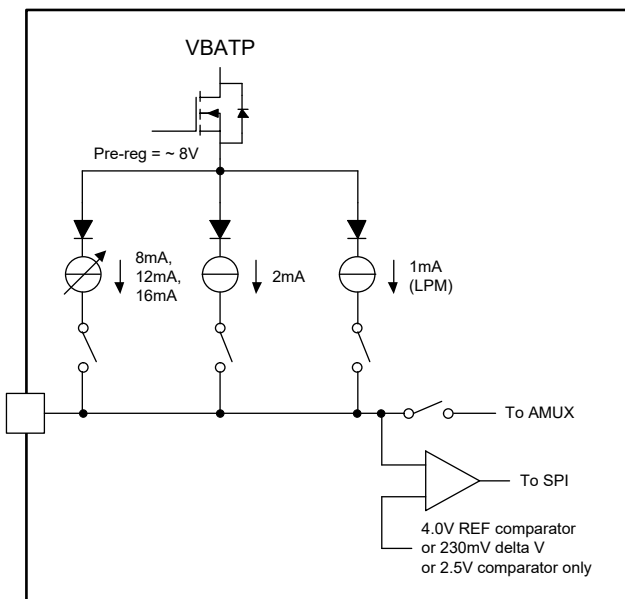 VBATP
Pre-reg = ~ 8V
8mA,
12mA,
16mA
2mA
1mA
(LPM)
To AMUX
To SPI
4.0V REF comparator
or 230mV delta V
or 2.5V comparator only